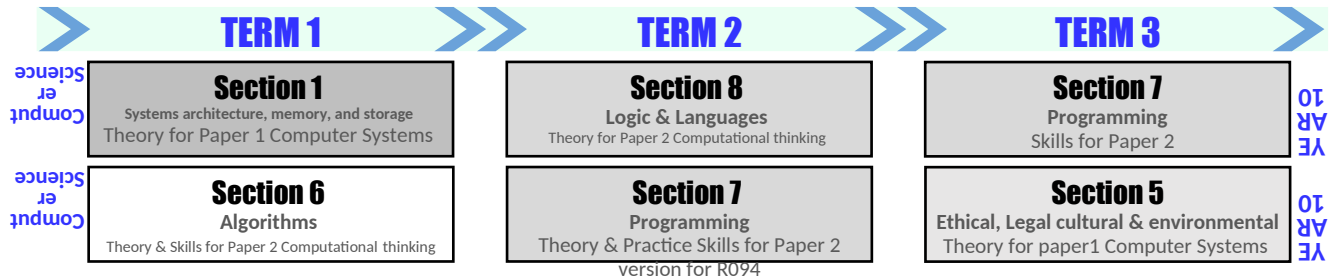 TERM 1
TERM 2
TERM 3
Comput
er
Science
Section 1
Systems architecture, memory, and storage
Theory for Paper 1 Computer Systems
Section 8
Logic & Languages
Theory for Paper 2 Computational thinking
Section 7
Programming
Skills for Paper 2
YE
AR
10
Comput
er
Science
Section 6
Algorithms
Theory & Skills for Paper 2 Computational thinking
Section 7
Programming
Theory & Practice Skills for Paper 2
version for R094
Section 5
Ethical, Legal cultural & environmental
Theory for paper1 Computer Systems
YE
AR
10